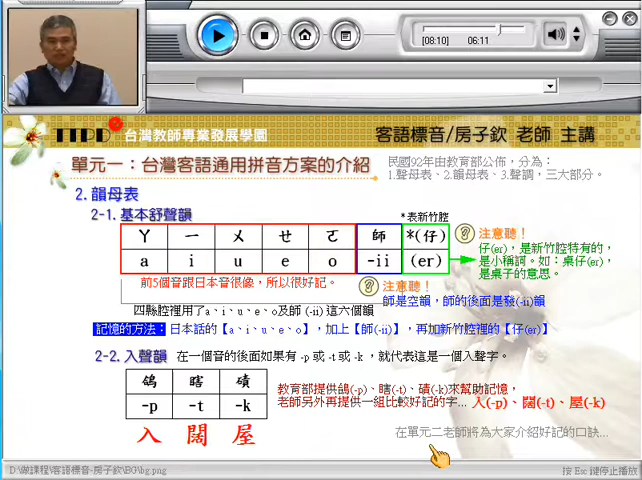 [08:10] 06:11
TTPD 台灣教師專業發展學園
客語標音/房子欽 老師 主講
單元一：台灣客語通用拼音方案的介紹
民國92年由教育部公佈，分為：
1.聲母表、2.韻母表、3.聲調，三大部分。
2. 韻母表
2-1. 基本舒聲韻
*表新竹腔
ㄚ 一 ㄨ ㄝ ㄛ 師 *(仔)
a i u e o -ii (er)
注意聽！
仔(er)，是新竹腔特有的，
是小稱詞。如：桌仔(er)，
是桌子的意思。
前5個音跟日本音很像，所以很好記。
注意聽！
師是空韻，師的後面是發(-ii)韻
四縣腔裡用了a、i、u、e、o及師 (-ii) 這六個韻
記憶的方法： 日本話的【a、i、u、e、o】，加上【師(-ii)】，再加新竹腔裡的【仔(er)】
2-2. 入聲韻 在一個音的後面如果有 -p 或 -t 或 -k ，就代表這是一個入聲字。
鴿 瞎 磧
-p -t -k
入 闊 屋
教育部提供鴿(-p)、瞎(-t)、磧(-k)來幫助記憶，
老師另外再提供一組比較好記的字... 入(-p)、闊(-t)、屋(-k)
在單元二老師將為大家介紹好記的口訣...
D:\做課程\客語標音-房子欽\BG\bg.png
按 Esc 鍵停止播放